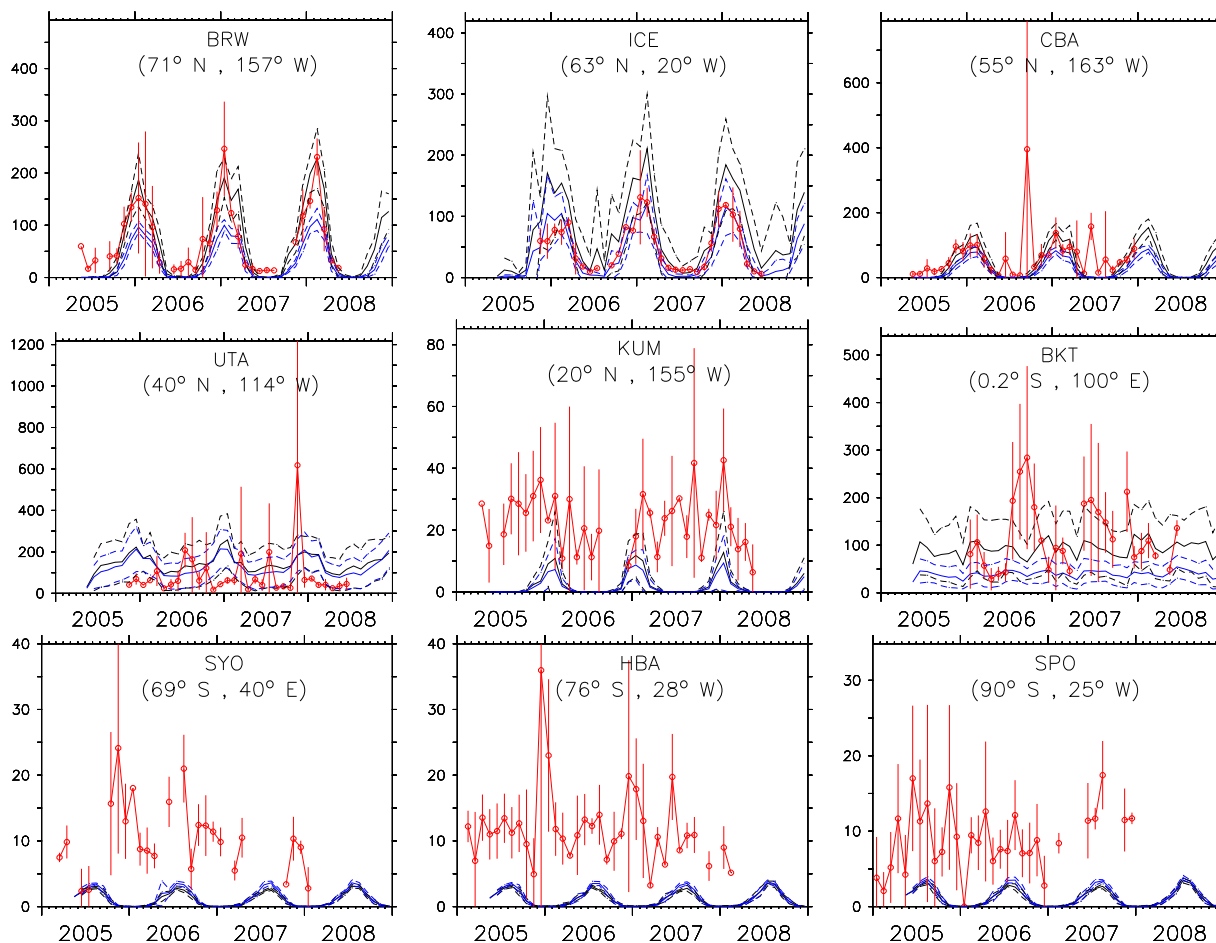 BRW
(71° N , 157° W)
400
300
200
100
0
2005 2006 2007 2008
ICE
(63° N , 20° W)
400
300
200
100
0
2005 2006 2007 2008
CBA
(55° N , 163° W)
600
400
200
0
2005 2006 2007 2008
UTA
(40° N , 114° W)
1200
1000
800
600
400
200
0
2005 2006 2007 2008
KUM
(20° N , 155° W)
80
60
40
20
0
2005 2006 2007 2008
BKT
(0.2° S , 100° E)
500
400
300
200
100
0
2005 2006 2007 2008
SYO
(69° S , 40° E)
40
30
20
10
0
2005 2006 2007 2008
HBA
(76° S , 28° W)
40
30
20
10
0
2005 2006 2007 2008
SPO
(90° S , 25° W)
30
20
10
0
2005 2006 2007 2008